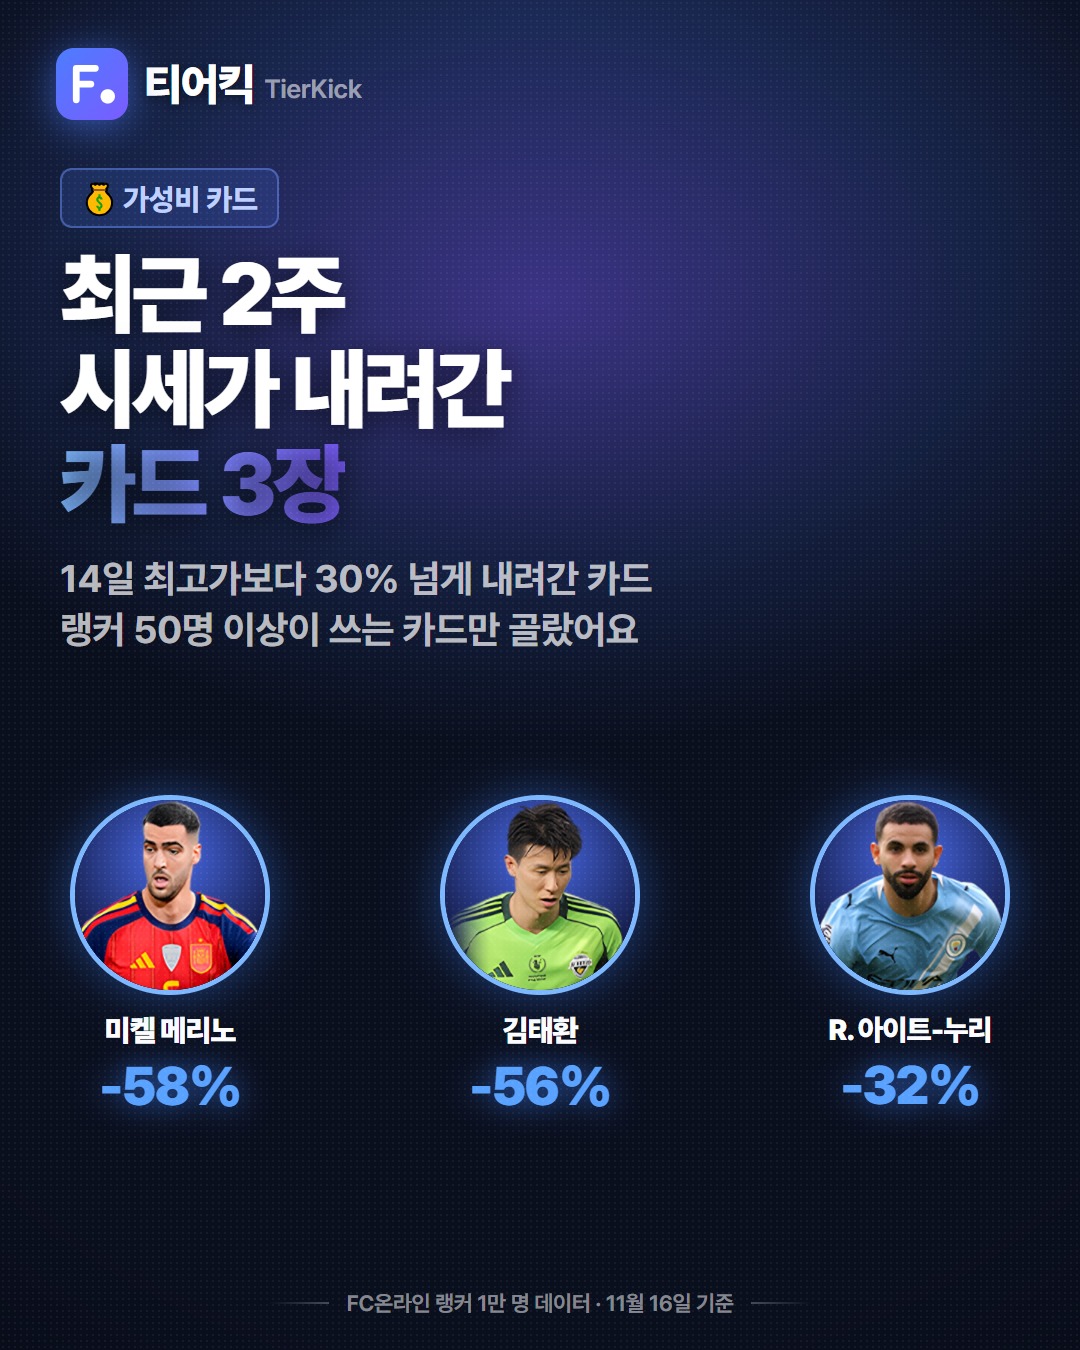 F.
티어킥 TierKick
가성비 카드
최근 2주
시세가 내려간
카드 3장
14일 최고가보다 30% 넘게 내려간 카드
랭커 50명 이상이 쓰는 카드만 골랐어요
미켈 메리노
-58%
김태환
-56%
R. 아이트-누리
-32%
FC온라인 랭커 1만 명 데이터 · 11월 16일 기준